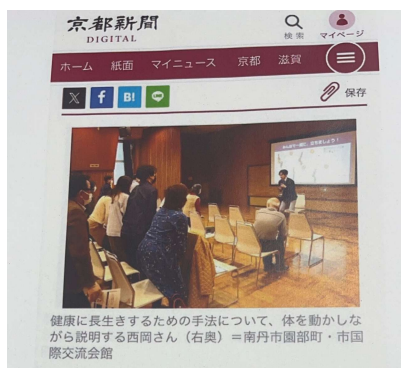 京都新聞
DIGITAL
検索
マイページ
ホーム 紙面 マイニュース 京都 滋賀
X f B! LINE
保存
健康に長生きするための手法について、体を動かしな
がら説明する西岡さん（右奥）＝南丹市園部町・市国
際交流会館